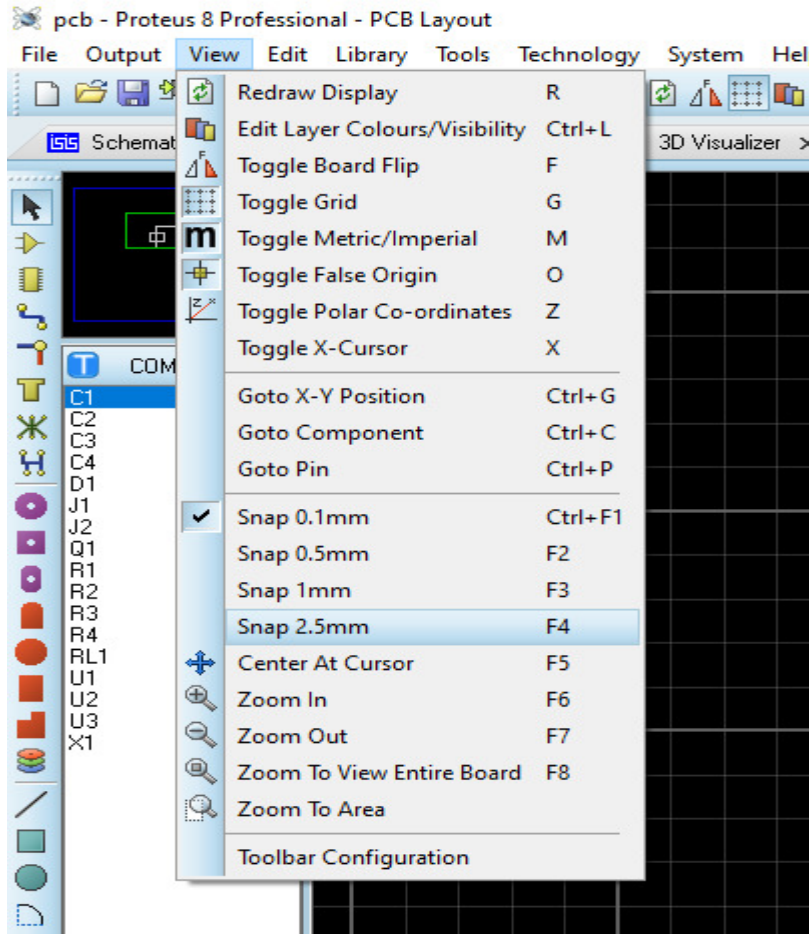 pcb - Proteus 8 Professional - PCB Layout
File Output View Edit Library Tools Technology System Hel
Schemat
3D Visualizer
Redraw Display R
Edit Layer Colours/Visibility Ctrl+L
Toggle Board Flip F
Toggle Grid G
m Toggle Metric/Imperial M
Toggle False Origin O
Toggle Polar Co-ordinates Z
Toggle X-Cursor X
Goto X-Y Position Ctrl+G
Goto Component Ctrl+C
Goto Pin Ctrl+P
Snap 0.1mm Ctrl+F1
Snap 0.5mm F2
Snap 1mm F3
Snap 2.5mm F4
Center At Cursor F5
Zoom In F6
Zoom Out F7
Zoom To View Entire Board F8
Zoom To Area
Toolbar Configuration
T COM
C1
C2
C3
C4
D1
J1
J2
Q1
R1
R2
R3
R4
RL1
U1
U2
U3
X1